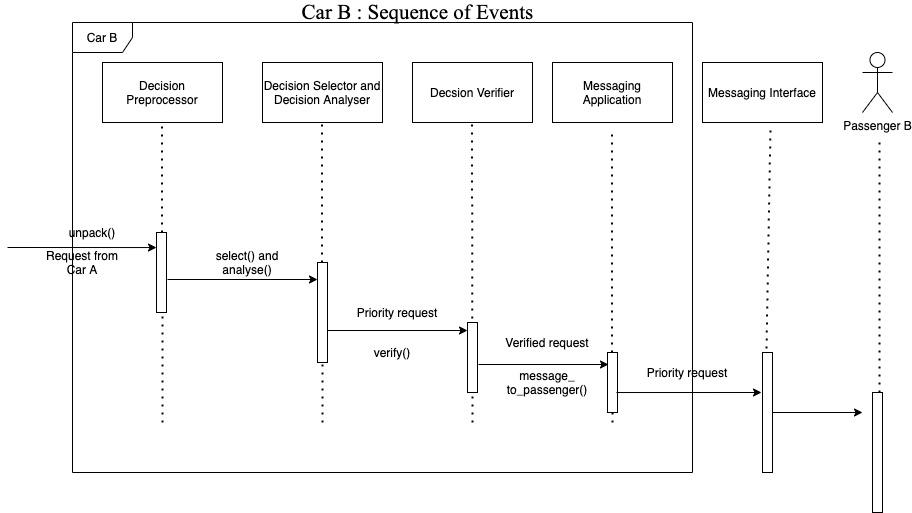 Car B : Sequence of Events
Car B
Decision
Preprocessor
Decision Selector and
Decision Analyser
Decsion Verifier
Messaging
Application
Messaging Interface
Passenger B
unpack()
Request from
Car A
select() and
analyse()
Priority request
verify()
Verified request
message_
to_passenger()
Priority request